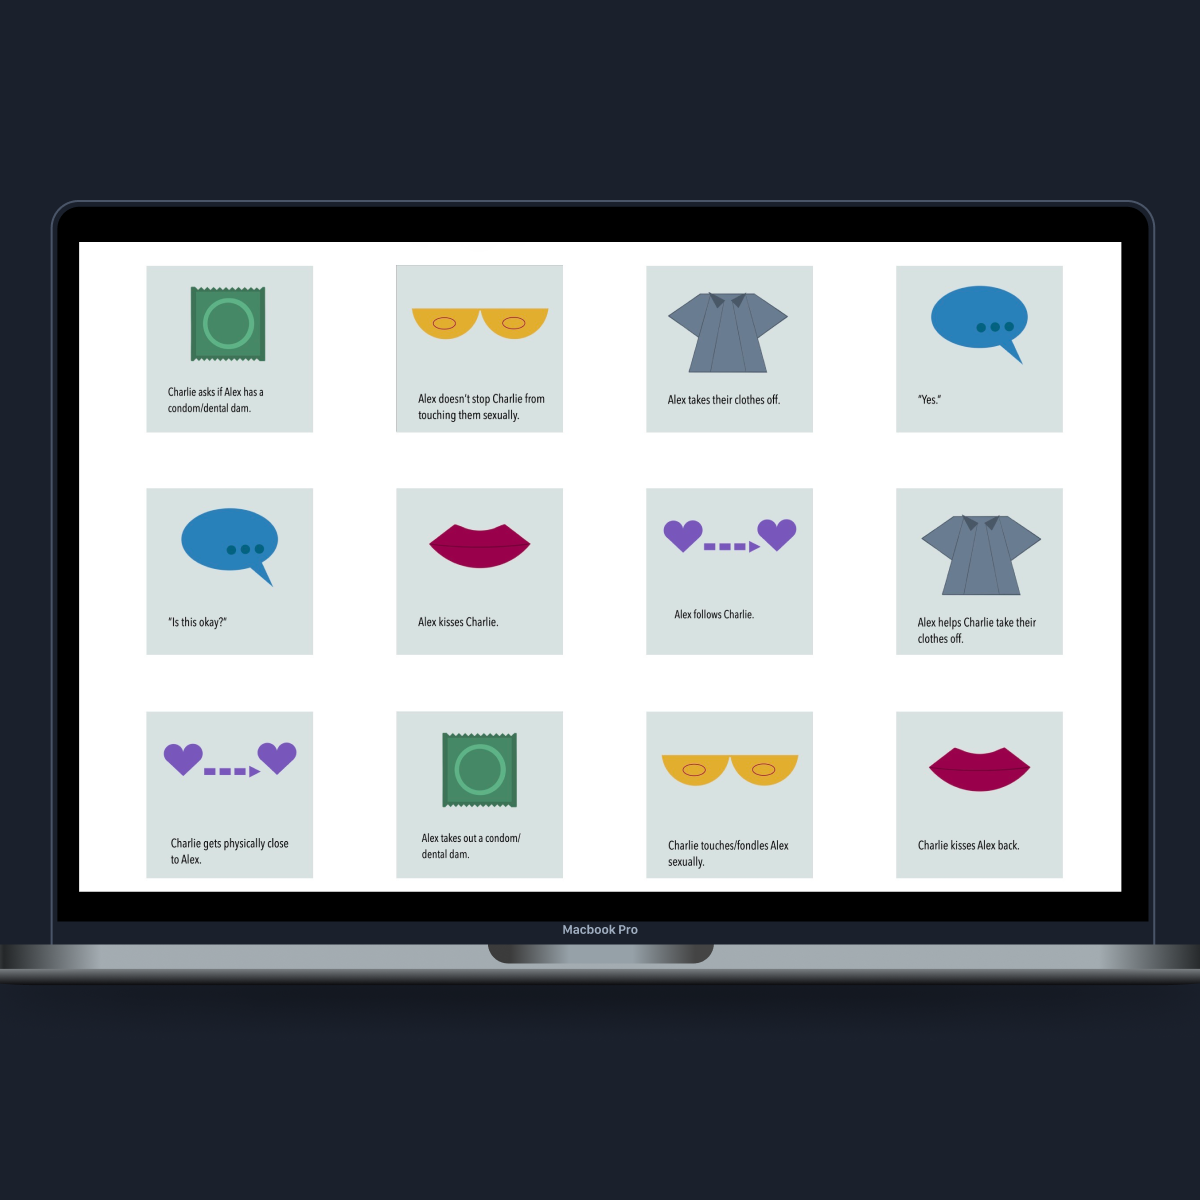 Charlie asks if Alex has a
condom/dental dam.
Alex doesn't stop Charlie from
touching them sexually.
Alex takes their clothes off.
“Yes.”
“Is this okay?”
Alex kisses Charlie.
Alex follows Charlie.
Alex helps Charlie take their
clothes off.
Charlie gets physically close
to Alex.
Alex takes out a condom/
dental dam.
Charlie touches/fondles Alex
sexually.
Charlie kisses Alex back.
Macbook Pro